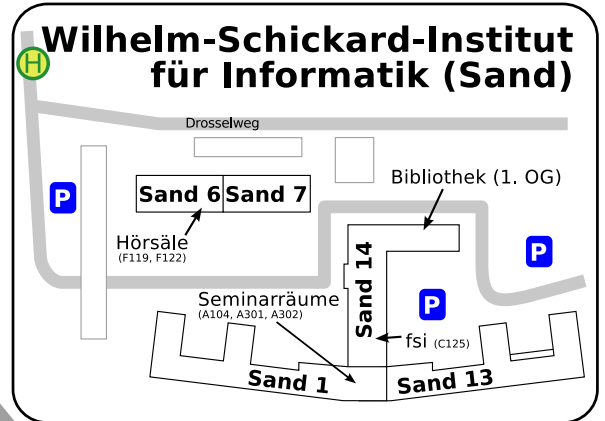 Wilhelm-Schickard-Institut
für Informatik (Sand)
H
Drosselweg
P
Sand 6
Sand 7
Bibliothek (1. OG)
Hörsäle
(F119, F122)
P
Sand 14
Seminarräume
(A104, A301, A302)
P
fsi (C125)
Sand 1
Sand 13